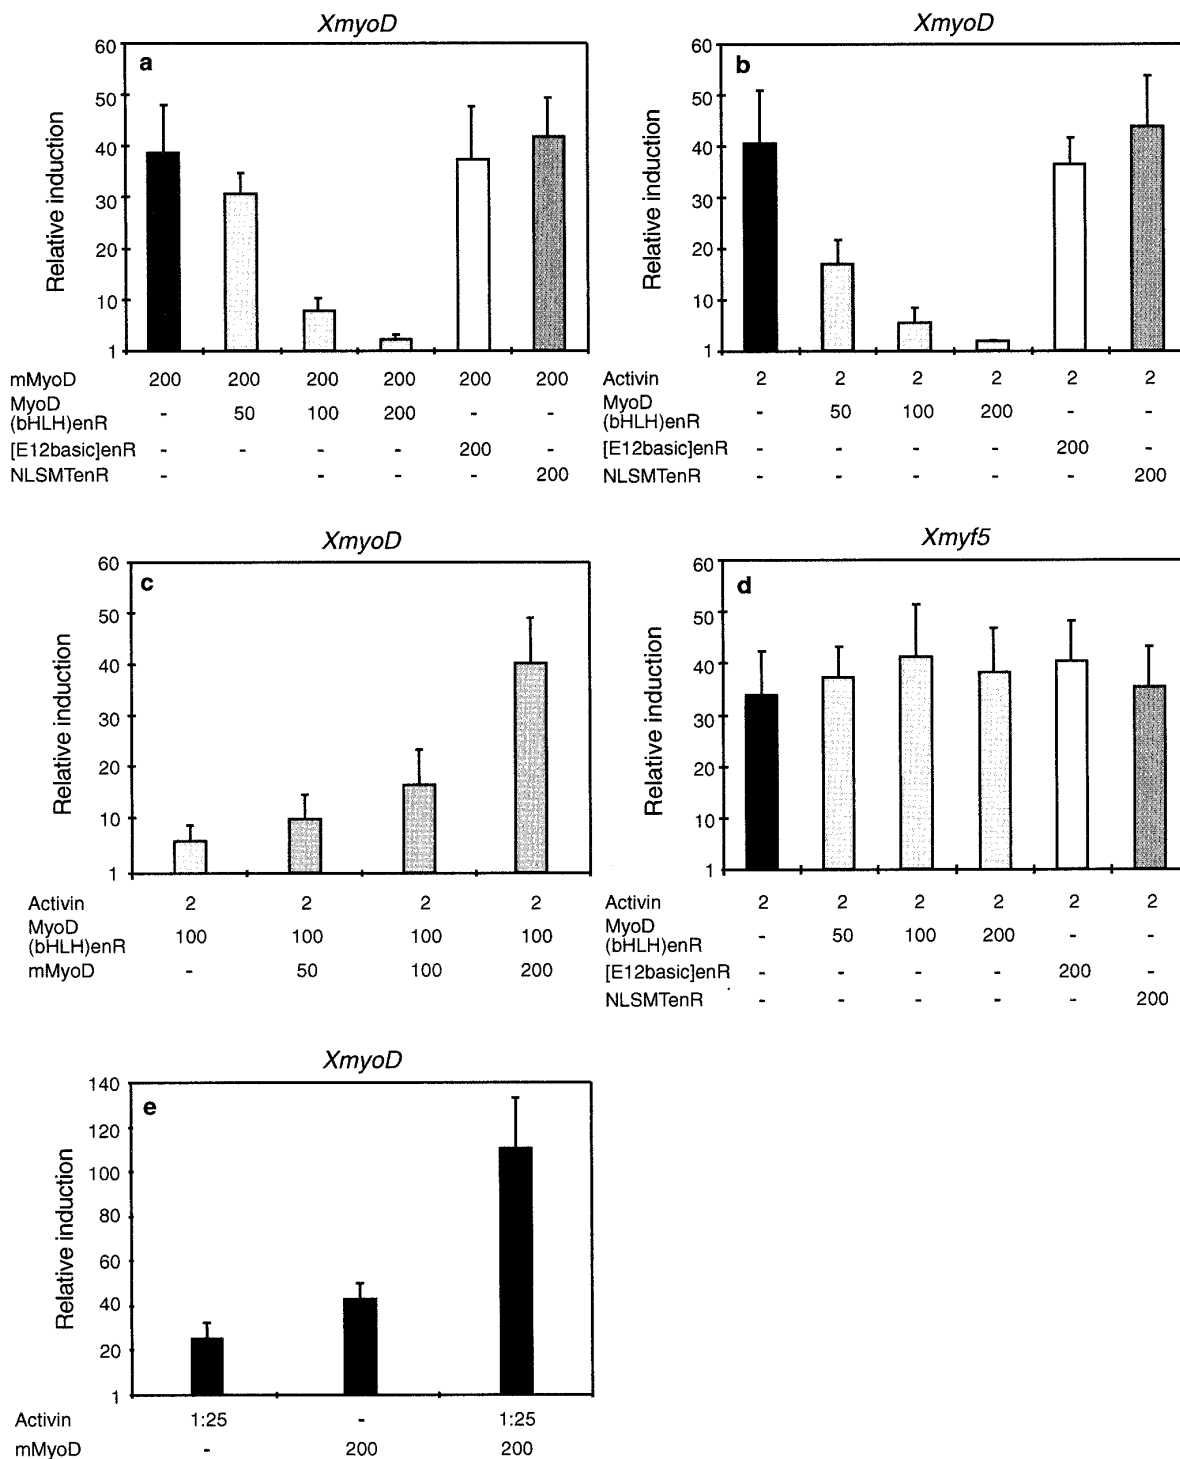 XmyoD
a
60
50
40
30
20
10
1
Relative induction
mMyoD 200 200 200 200 200 200
MyoD
(bHLH)enR - 50 100 200 - -
[E12basic]enR - - - - 200 -
NLSMTenR - - - - 200
XmyoD
b
60
50
40
30
20
10
1
Relative induction
Activin 2 2 2 2 2 2
MyoD
(bHLH)enR - 50 100 200 - -
[E12basic]enR - - - - 200 -
NLSMTenR - - - - - 200
XmyoD
c
60
50
40
30
20
10
1
Relative induction
Activin 2 2 2 2
MyoD
(bHLH)enR 100 100 100 100
mMyoD - 50 100 200
Xmyf5
d
60
50
40
30
20
10
1
Relative induction
Activin 2 2 2 2 2 2
MyoD
(bHLH)enR - 50 100 200 - -
[E12basic]enR - - - - 200 -
NLSMTenR - - - - - 200
XmyoD
e
140
120
100
80
60
40
20
1
Relative induction
Activin 1:25 - 1:25
mMyoD - 200 200